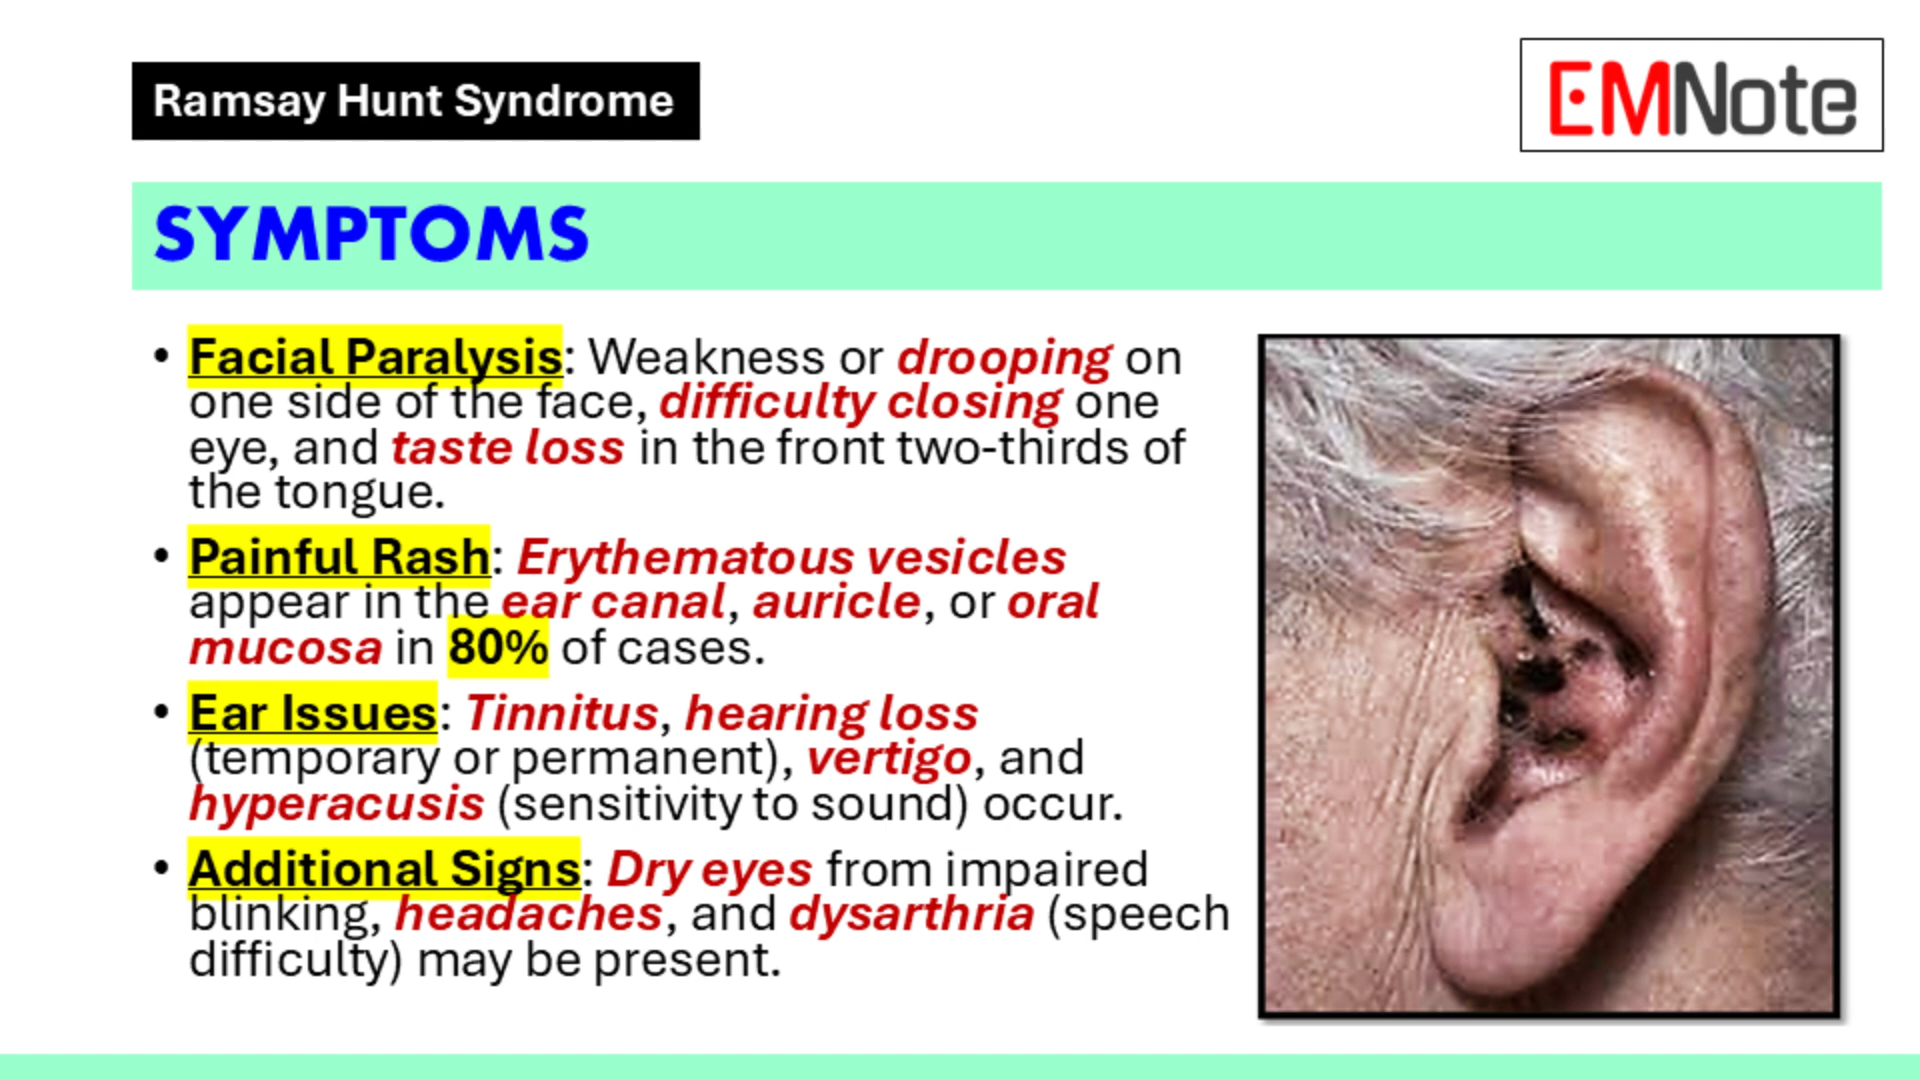 Ramsay Hunt Syndrome
EMNote
SYMPTOMS
• Facial Paralysis: Weakness or drooping on
one side of the face, difficulty closing one
eye, and taste loss in the front two-thirds of
the tongue.
• Painful Rash: Erythematous vesicles
appear in the ear canal, auricle, or oral
mucosa in 80% of cases.
• Ear Issues: Tinnitus, hearing loss
(temporary or permanent), vertigo, and
hyperacusis (sensitivity to sound) occur.
• Additional Signs: Dry eyes from impaired
blinking, headaches, and dysarthria (speech
difficulty) may be present.